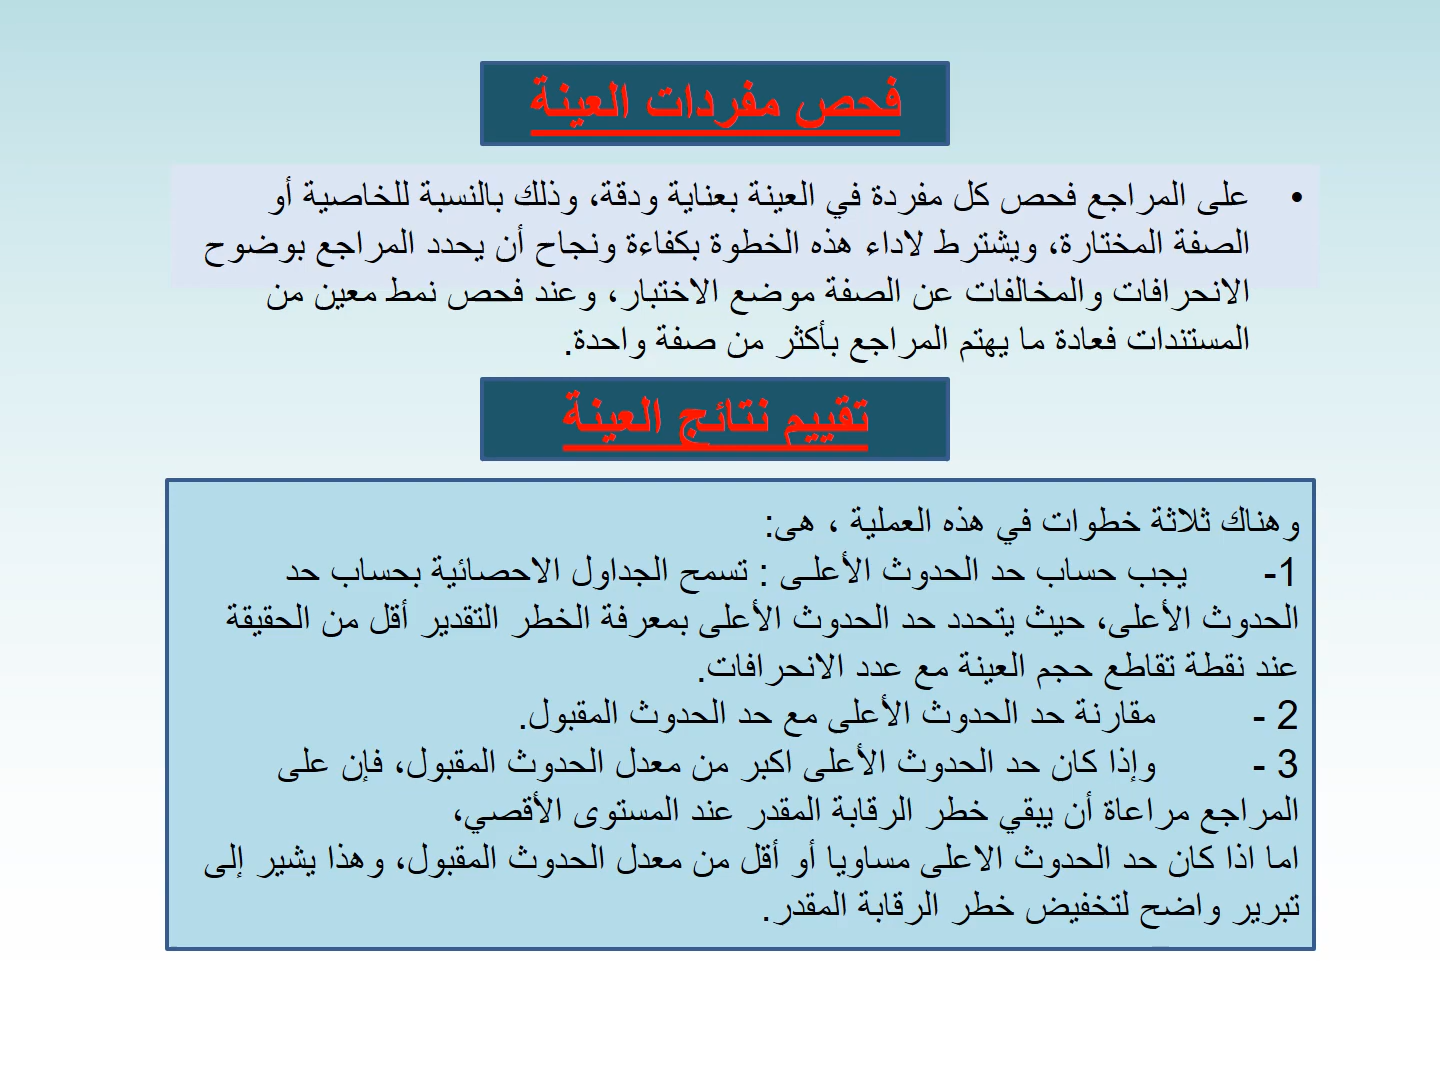 فحص مفردات العينة
• على المراجع فحص كل مفردة في العينة بعناية ودقة، وذلك بالنسبة للخاصية أو
الصفة المختارة، ويشترط لاداء هذه الخطوة بكفاءة ونجاح أن يحدد المراجع بوضوح
الانحرافات والمخالفات عن الصفة موضع الاختبار، وعند فحص نمط معين من
المستندات فعادة ما يهتم المراجع بأكثر من صفة واحدة.
تقييم نتائج العينة
وهناك ثلاثة خطوات في هذه العملية ، هى:
1- يجب حساب حد الحدوث الأعلى : تسمح الجداول الاحصائية بحساب حد
الحدوث الأعلى، حيث يتحدد حد الحدوث الأعلى بمعرفة الخطر التقدير أقل من الحقيقة
عند نقطة تقاطع حجم العينة مع عدد الانحرافات.
2 - مقارنة حد الحدوث الأعلى مع حد الحدوث المقبول.
3 - وإذا كان حد الحدوث الأعلى اكبر من معدل الحدوث المقبول، فإن على
المراجع مراعاة أن يبقي خطر الرقابة المقدر عند المستوى الأقصي،
اما اذا كان حد الحدوث الاعلى مساويا أو أقل من معدل الحدوث المقبول، وهذا يشير إلى
تبرير واضح لتخفيض خطر الرقابة المقدر.